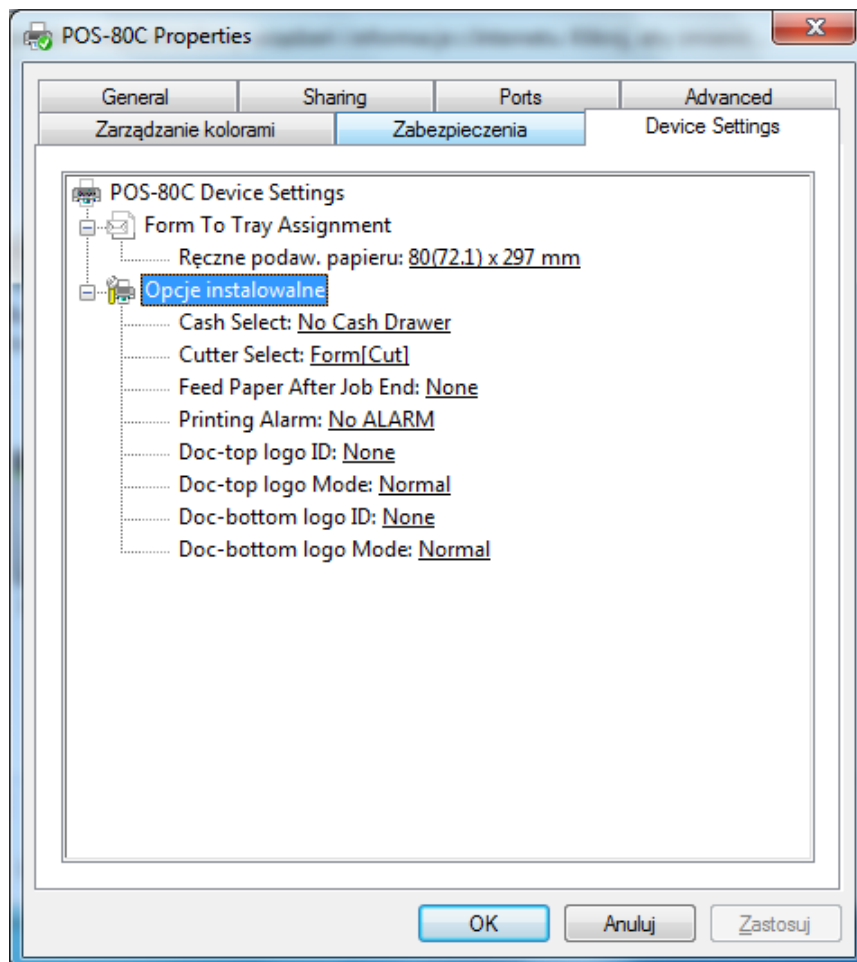 POS-80C Properties
General Sharing Ports Advanced
Zarządzanie kolorami Zabezpieczenia Device Settings
POS-80C Device Settings
Form To Tray Assignment
Ręczne podaw. papieru: 80(72.1) x 297 mm
Opcje instalowalne
Cash Select: No Cash Drawer
Cutter Select: Form[Cut]
Feed Paper After Job End: None
Printing Alarm: No ALARM
Doc-top logo ID: None
Doc-top logo Mode: Normal
Doc-bottom logo ID: None
Doc-bottom logo Mode: Normal
OK Anuluj Zastosuj